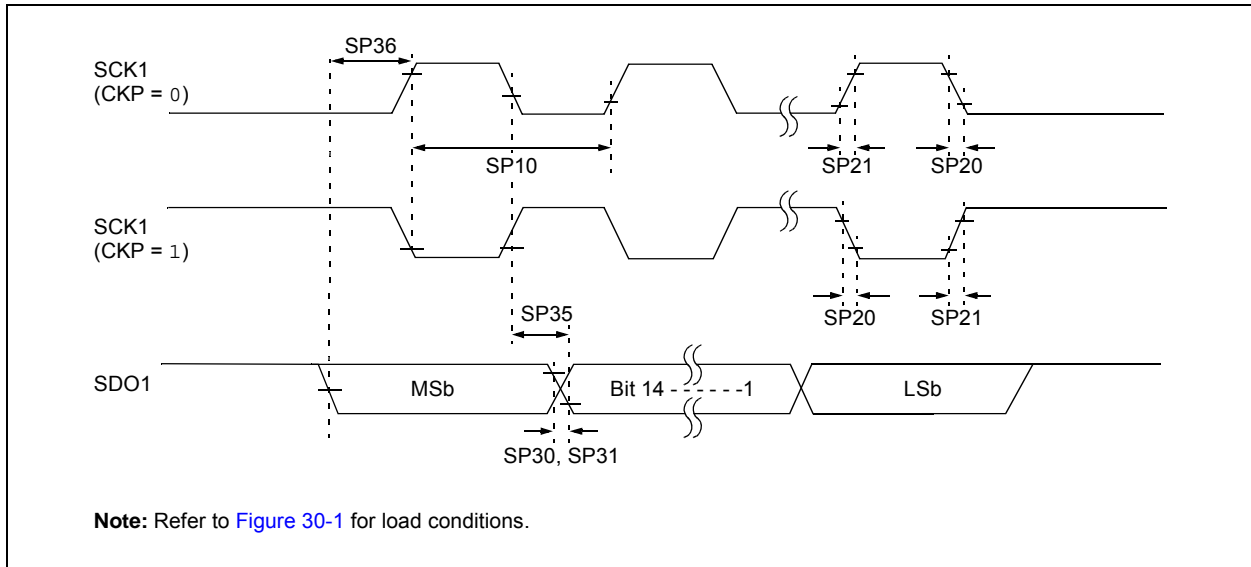 SP36
SCK1
(CKP = 0)
SP10
SP21
SP20
SCK1
(CKP = 1)
SP35
SP20
SP21
SDO1
MSb
Bit 14 - - - - - - -1
LSb
SP30, SP31
Note: Refer to Figure 30-1 for load conditions.